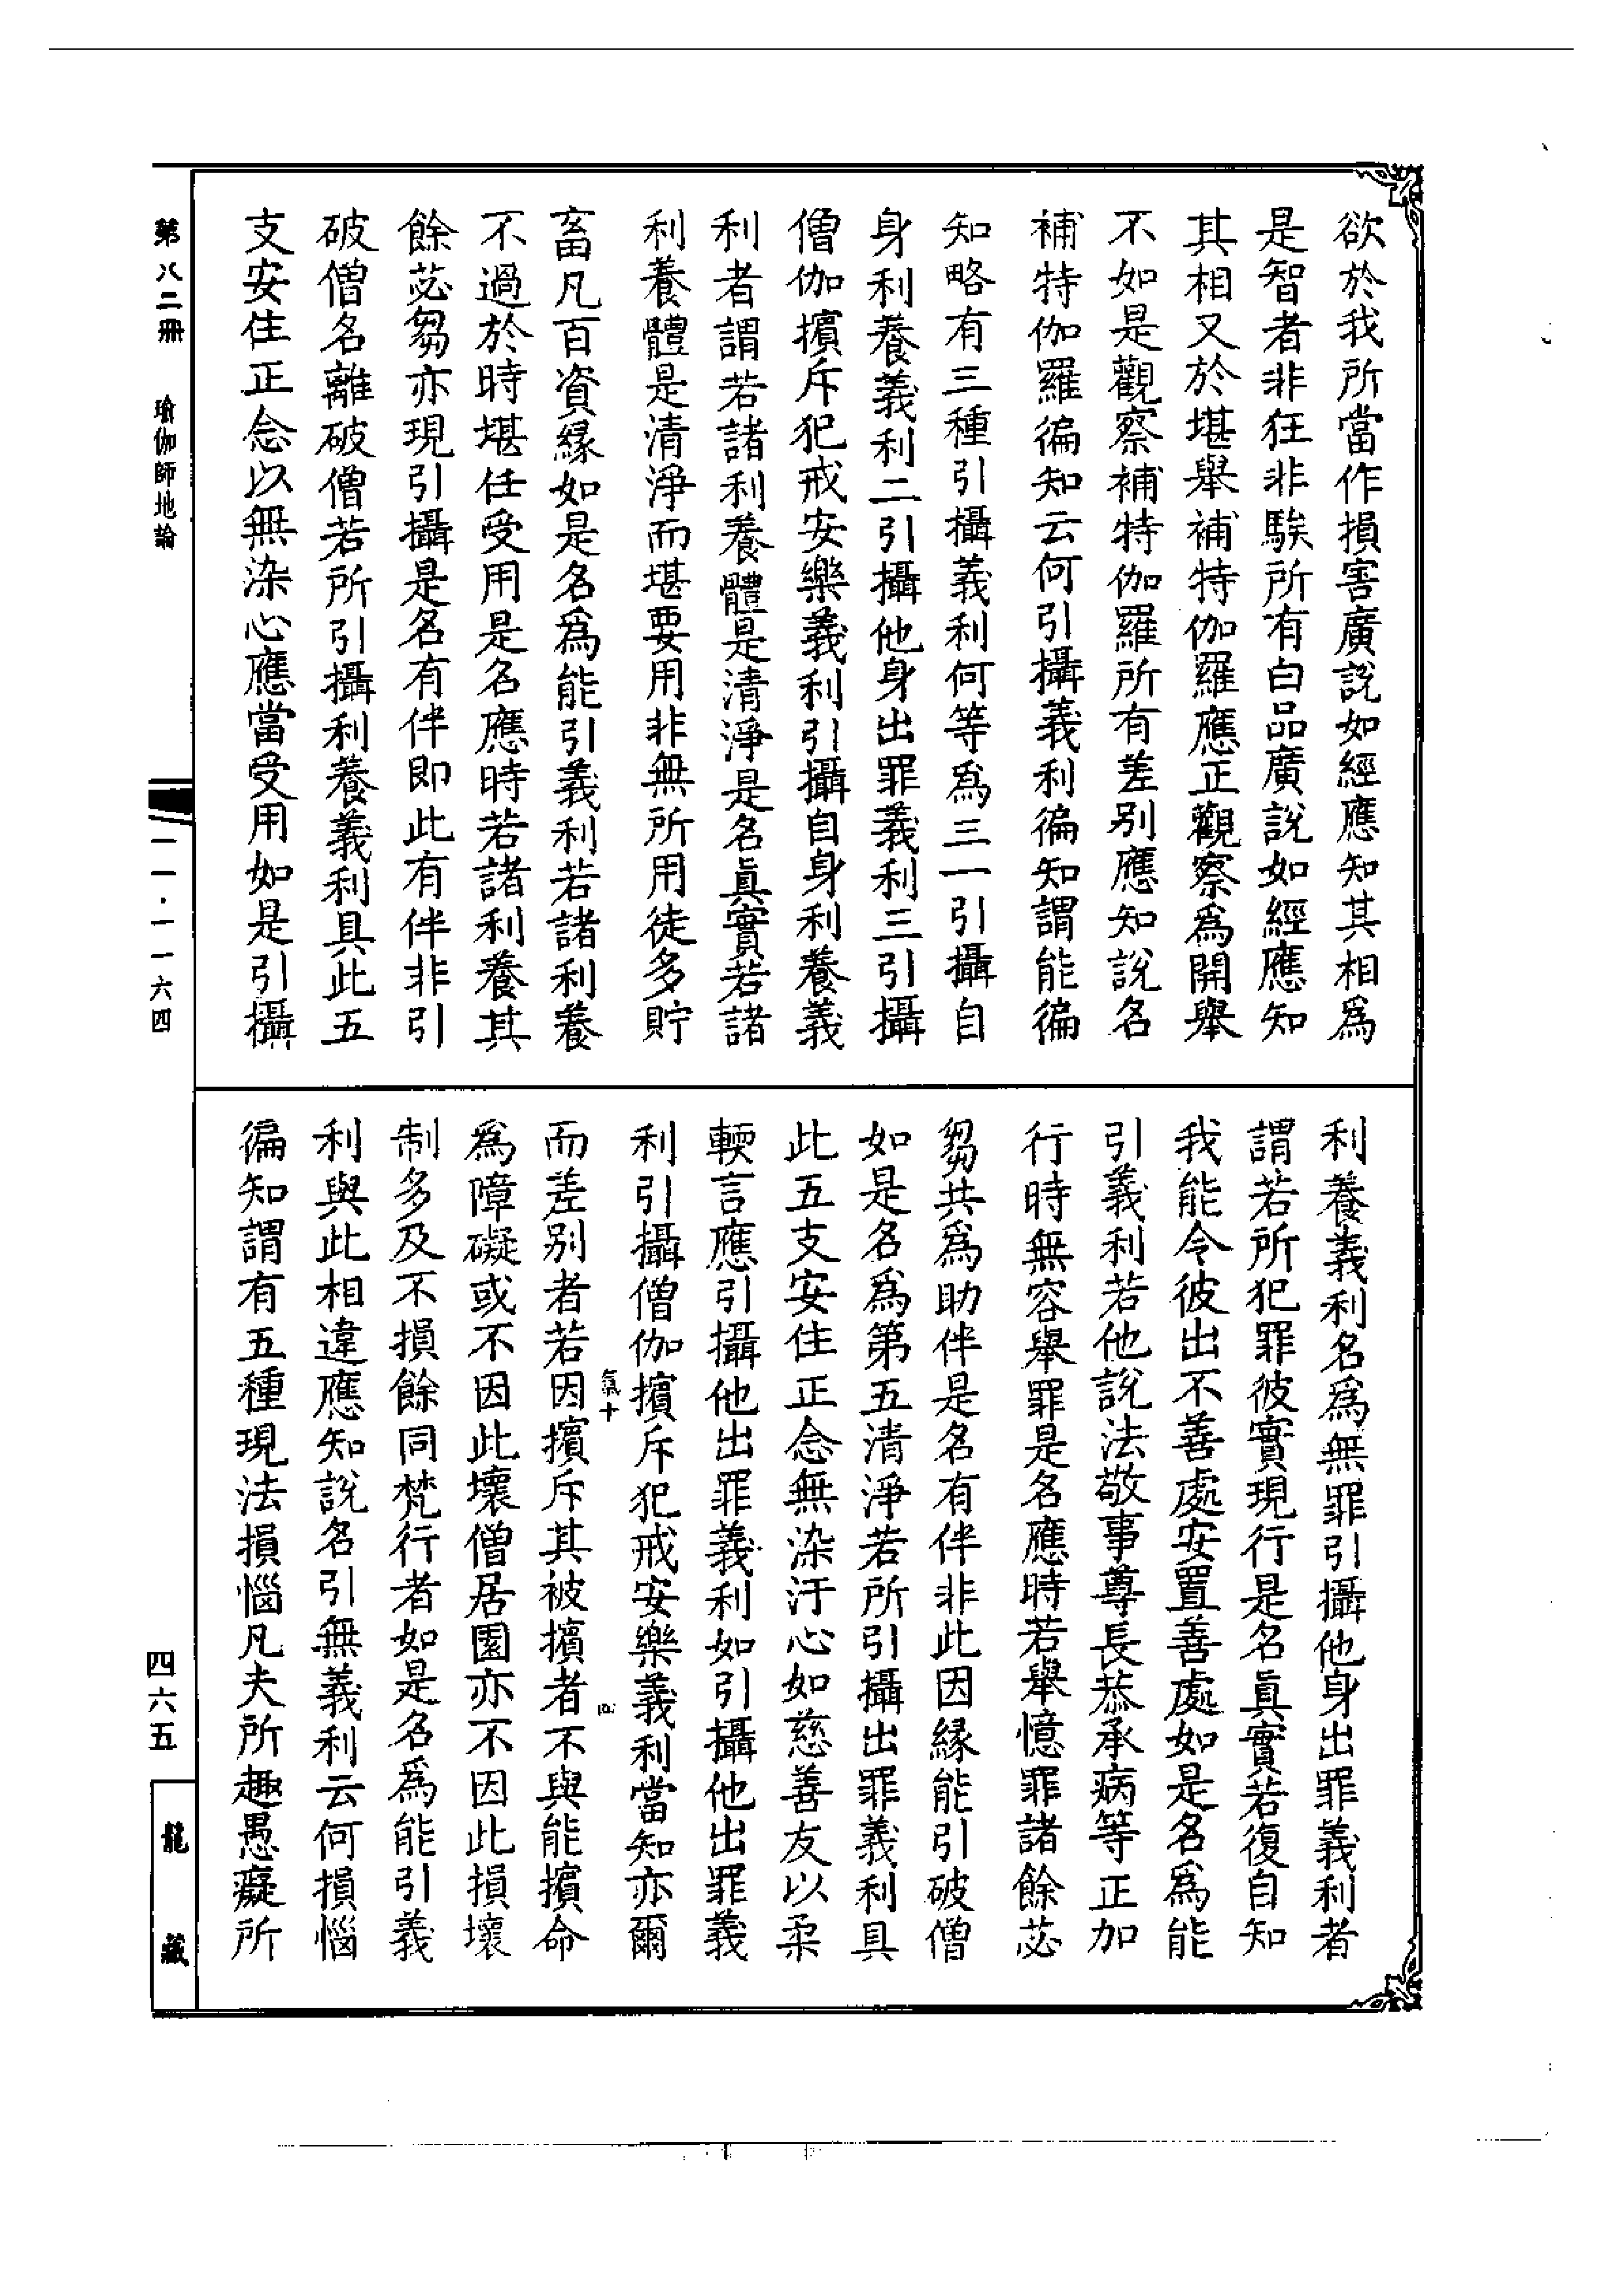 欲於我所當作損害廣說如經應知其相為
是智者非狂非騃所有白品廣說如經應知
其相又於堪舉補特伽羅應正觀察為開舉
不如是觀察補特伽羅所有差別應知說名
補特伽羅徧知云何引攝義利徧知謂能徧
知略有三種引攝義利何等為三一引攝自
身利養義利二引攝他身出罪義利三引攝
僧伽擯斥犯戒安樂義利引攝自身利養義
利者謂若諸利養體是清淨是名眞實若諸
利養體是清淨而堪要用非無所用徒多貯
畜凡百資緣如是名為能引義利若諸利養
不過於時堪任受用是名應時若諸利養其
餘苾芻亦現引攝是名有伴即此有伴非引
破僧名離破僧若所引攝利養義利具此五
支安住正念以無染心應當受用如是引攝
利養義利名為無罪引攝他身出罪義利者
謂若所犯罪彼實現行是名眞實若復自知
我能令彼出不善處安置善處如是名為能
引義利若他說法敬事尊長恭承病等正加
行時無容舉罪是名應時若舉憶罪諸餘苾
芻共為助伴是名有伴非此因緣能引破僧
如是名為第五清淨若所引攝出罪義利具
此五支安住正念無染汙心如慈善友以柔
輭言應引攝他出罪義利如引攝他出罪義
利引攝僧伽擯斥犯戒安樂義利當知亦爾
而差別者若因擯斥其被擯者不與能擯命
為障礙或不因此壞僧居園亦不因此損壞
制多及不損餘同梵行者如是名為能引義
利與此相違應知說名引無義利云何損惱
徧知謂有五種現法損惱凡夫所趣愚癡所
氣十
四
第八二冊 瑜伽師地論
一一·一一六四
四六五
龍藏